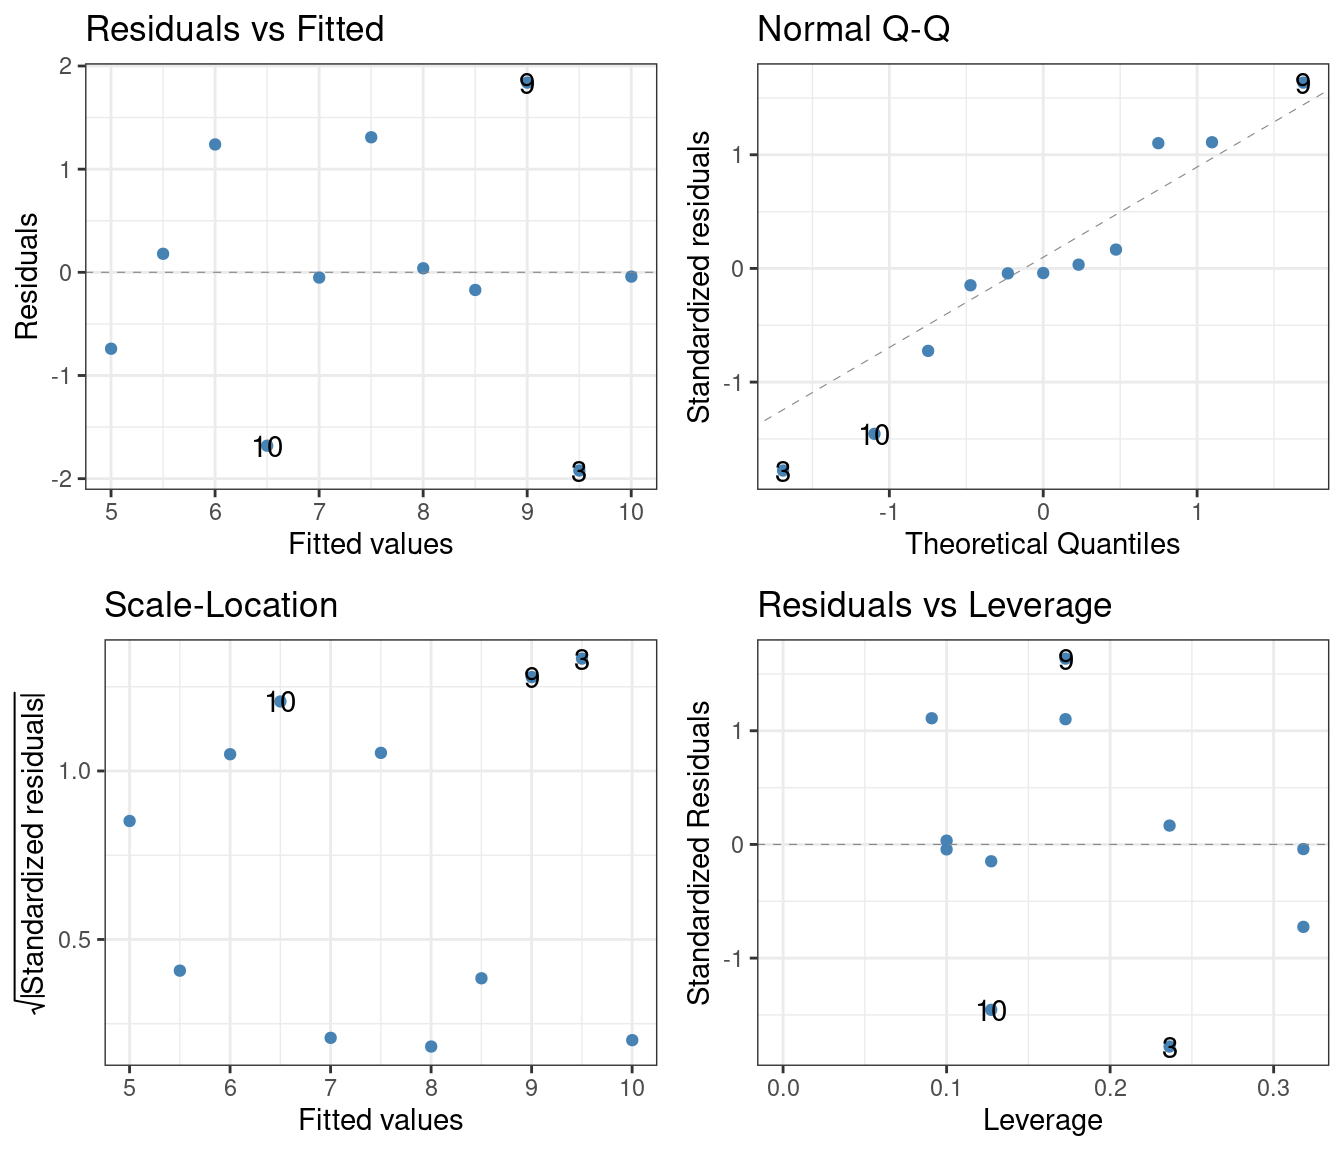 Residuals vs Fitted
2
1
0
-1
-2
Residuals
9
10
3
5 6 7 8 9 10
Fitted values
Normal Q-Q
1
0
-1
Standardized residuals
9
10
3
-1 0 1
Theoretical Quantiles
Scale-Location
1.0
0.5
√|Standardized residuals|
10
9
3
5 6 7 8 9 10
Fitted values
Residuals vs Leverage
1
0
-1
Standardized Residuals
9
10
3
0.0 0.1 0.2 0.3
Leverage